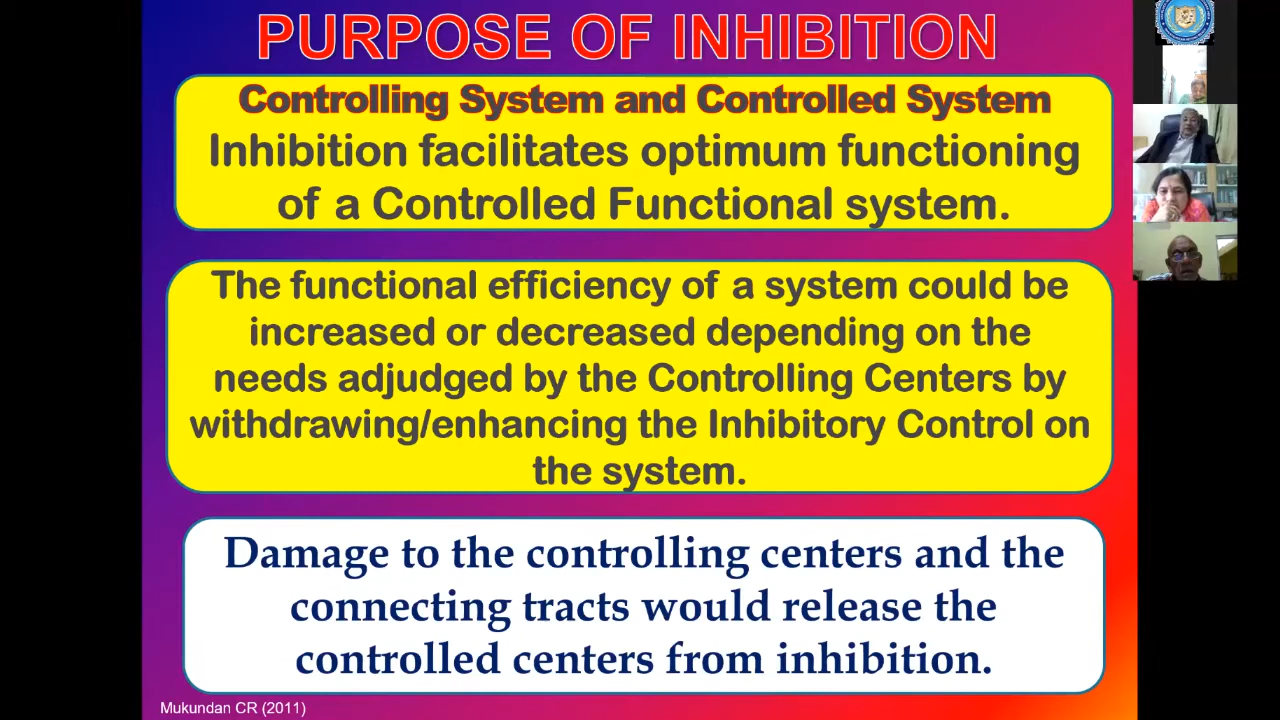 PURPOSE OF INHIBITION
Controlling System and Controlled System
Inhibition facilitates optimum functioning
of a Controlled Functional system.
The functional efficiency of a system could be
increased or decreased depending on the
needs adjudged by the Controlling Centers by
withdrawing/enhancing the Inhibitory Control on
the system.
Damage to the controlling centers and the
connecting tracts would release the
controlled centers from inhibition.
Mukundan CR (2011)